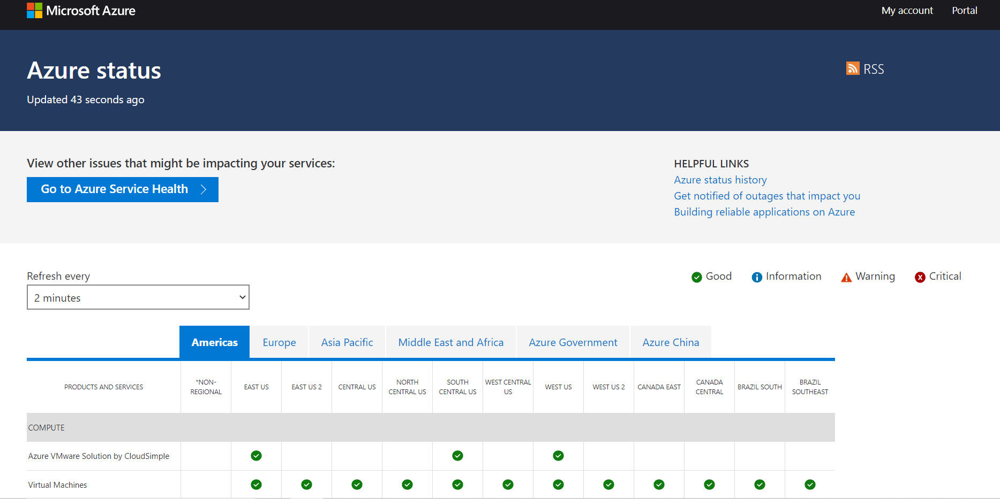 Microsoft Azure
My account
Portal
Azure status
RSS
Updated 43 seconds ago
View other issues that might be impacting your services:
Go to Azure Service Health
HELPFUL LINKS
Azure status history
Get notified of outages that impact you
Building reliable applications on Azure
Refresh every
2 minutes
Good
Information
Warning
Critical
Americas
Europe
Asia Pacific
Middle East and Africa
Azure Government
Azure China
PRODUCTS AND SERVICES
*NON-
REGIONAL
EAST US
EAST US 2
CENTRAL US
NORTH
CENTRAL US
SOUTH
CENTRAL US
WEST CENTRAL
US
WEST US
WEST US 2
CANADA EAST
CANADA
CENTRAL
BRAZIL SOUTH
BRAZIL
SOUTHEAST
COMPUTE
Azure VMware Solution by CloudSimple
Virtual Machines